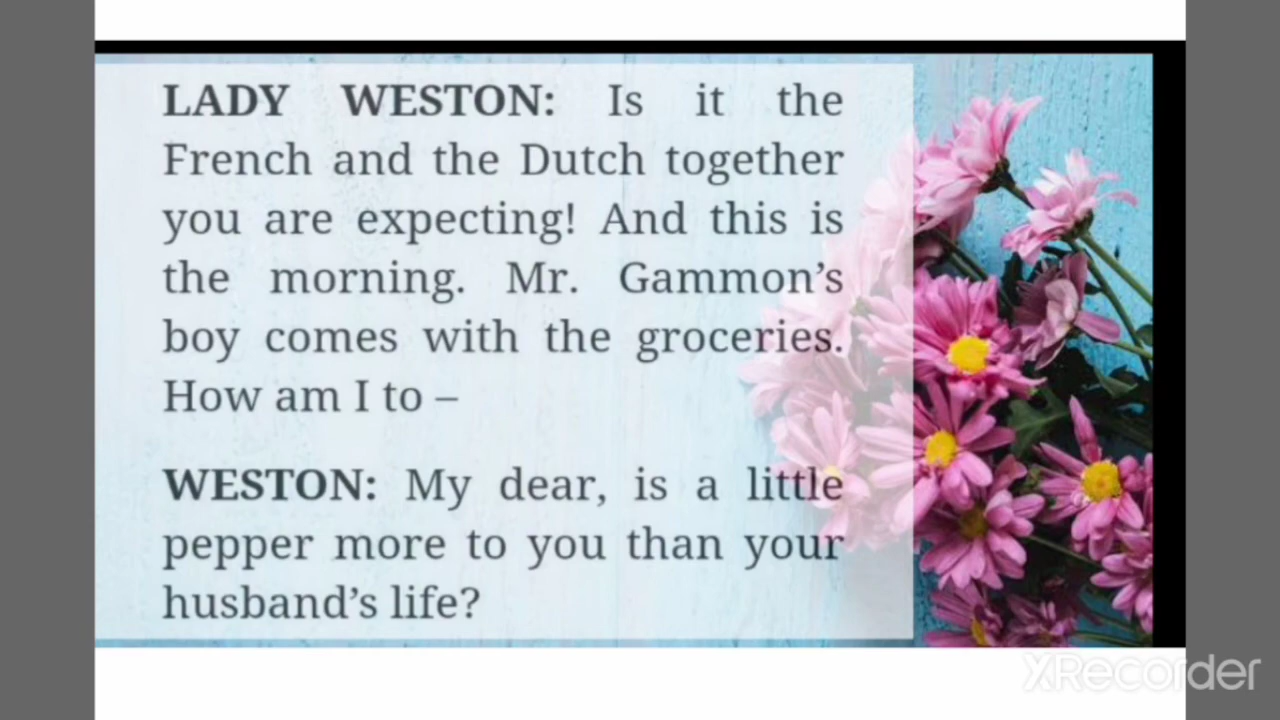 LADY WESTON: Is it the
French and the Dutch together
you are expecting! And this is
the morning. Mr. Gammon’s
boy comes with the groceries.
How am I to –
WESTON: My dear, is a little
pepper more to you than your
husband’s life?
XRecorder